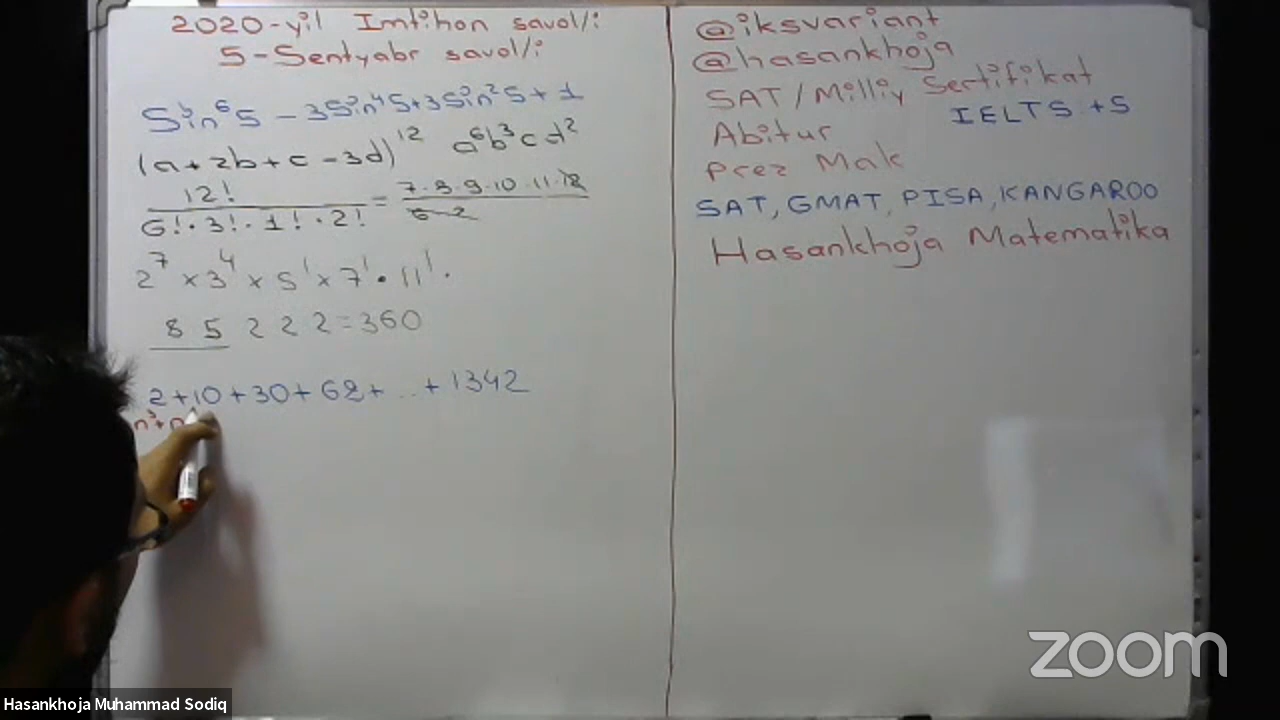 2020-yil Imtihon savol/:
5-Sentyabr savol/:
Sin⁶5 - 3Sin⁴5+3Sin²5+1
(a+2b+c-3d)¹² a⁶b³cd²
12! / 6!·3!·1!·2! = 7·8·9·10·11·12 / 6·2
2⁷×3⁴×5¹×7¹·11¹.
8 5 2 2 2=360
2+10+30+62+...+1342
n³+n
@iksvariant
@hasankhoja
SAT/Milliy Sertifikat
IELTS +S
Abitur
Prez Mak
SAT, GMAT, PISA, KANGAROO
Hasankhoja Matematika
zoom
Hasankhoja Muhammad Sodiq